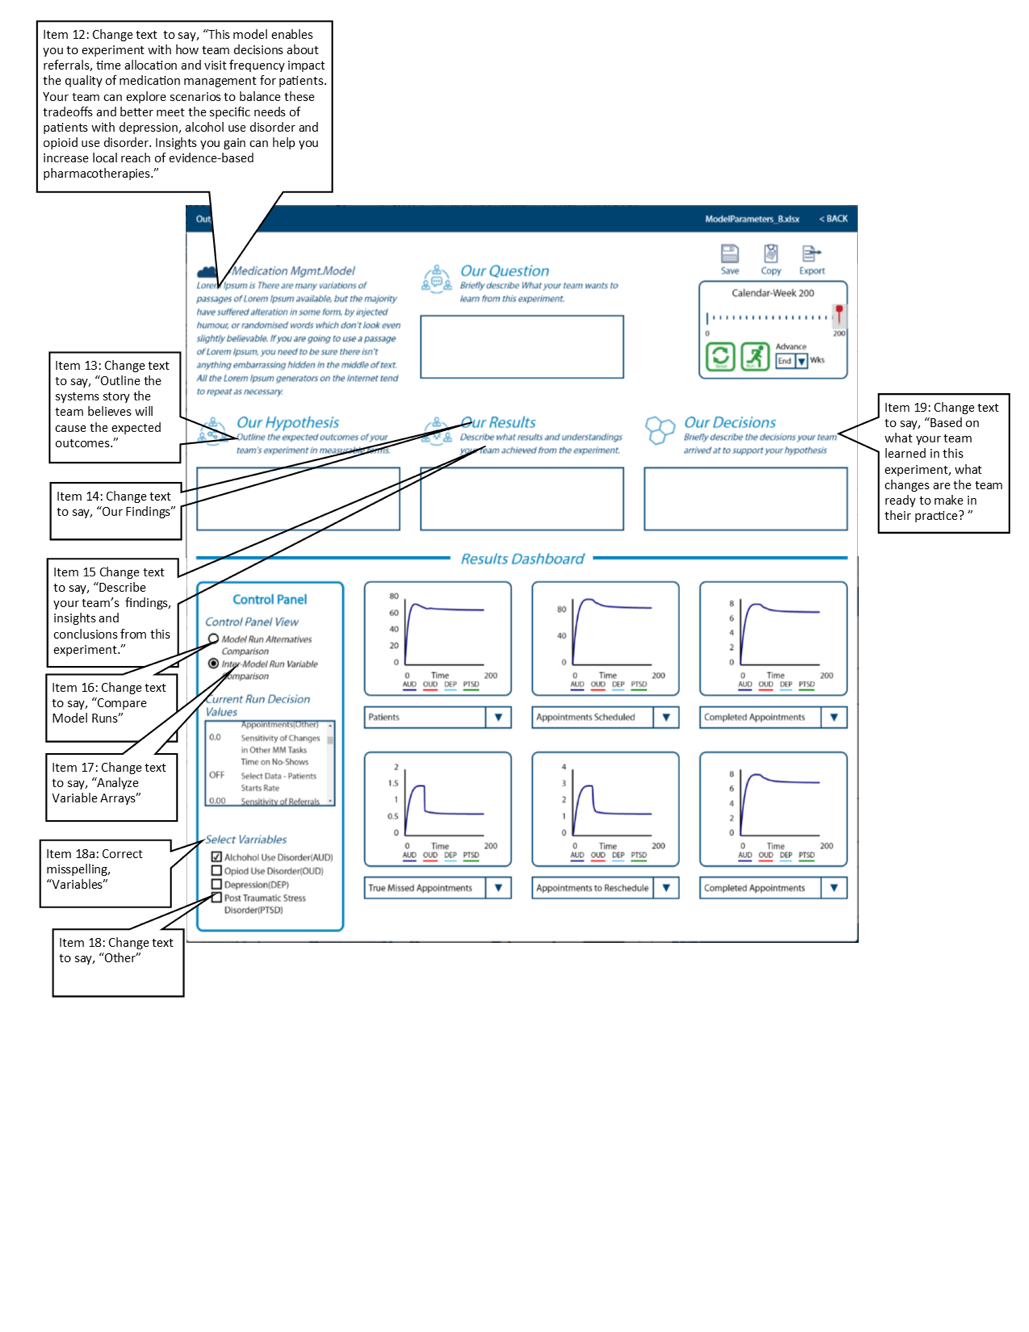 Item 12: Change text to say, “This model enables
you to experiment with how team decisions about
referrals, time allocation and visit frequency impact
the quality of medication management for patients.
Your team can explore scenarios to balance these
tradeoffs and better meet the specific needs of
patients with depression, alcohol use disorder and
opioid use disorder. Insights you gain can help you
increase local reach of evidence-based
pharmacotherapies.”
Out
ModelParameters_B.xlsx
< BACK
Save
Copy
Export
Medication Mgmt.Model
Lorem Ipsum is There are many variations of
passages of Lorem Ipsum available, but the majority
have suffered alteration in some form, by injected
humour, or randomised words which don't look even
slightly believable. If you are going to use a passage
of Lorem Ipsum, you need to be sure there isn't
anything embarrassing hidden in the middle of text.
All the Lorem Ipsum generators on the Internet tend
to repeat as necessary.
Our Question
Briefly describe What your team wants to
learn from this experiment.
Calendar-Week 200
0
200
Advance
End
Wks
Item 13: Change text
to say, “Outline the
systems story the
team believes will
cause the expected
outcomes.”
Our Hypothesis
Outline the expected outcomes of your
team's experiment in measurable terms.
Our Results
Describe what results and understandings
your team achieved from the experiment.
Our Decisions
Briefly describe the decisions your team
arrived at to support your hypothesis
Item 19: Change text
to say, “Based on
what your team
learned in this
experiment, what
changes are the team
ready to make in
their practice? ”
Item 14: Change text
to say, “Our Findings”
Results Dashboard
Item 15 Change text
to say, “Describe
your team’s findings,
insights and
conclusions from this
experiment.”
Item 16: Change text
to say, “Compare
Model Runs”
Item 17: Change text
to say, “Analyze
Variable Arrays”
Item 18a: Correct
misspelling,
“Variables”
Item 18: Change text
to say, “Other”
Control Panel
Control Panel View
Model Run Alternatives
Comparison
Inter-Model Run Variable
Comparison
Current Run Decision
Values
Appointments(Other)
0.0 Sensitivity of Changes
in Other MM Tasks
Time on No-Shows
OFF Select Data - Patients
Starts Rate
0.00 Sensitivity of Referrals
Select Varriables
Alchohol Use Disorder(AUD)
Opiod Use Disorder(OUD)
Depression(DEP)
Post Traumatic Stress
Disorder(PTSD)
80
60
40
20
0
0 Time 200
AUD OUD DEP PTSD
Patients
80
40
0
0 Time 200
AUD OUD DEP PTSD
Appointments Scheduled
8
6
4
2
0
0 Time 200
AUD OUD DEP PTSD
Completed Appointments
2
1.5
1
0.5
0
0 Time 200
AUD OUD DEP PTSD
True Missed Appointments
4
3
2
1
0
0 Time 200
AUD OUD DEP PTSD
Appointments to Reschedule
8
6
4
2
0
0 Time 200
AUD OUD DEP PTSD
Completed Appointments